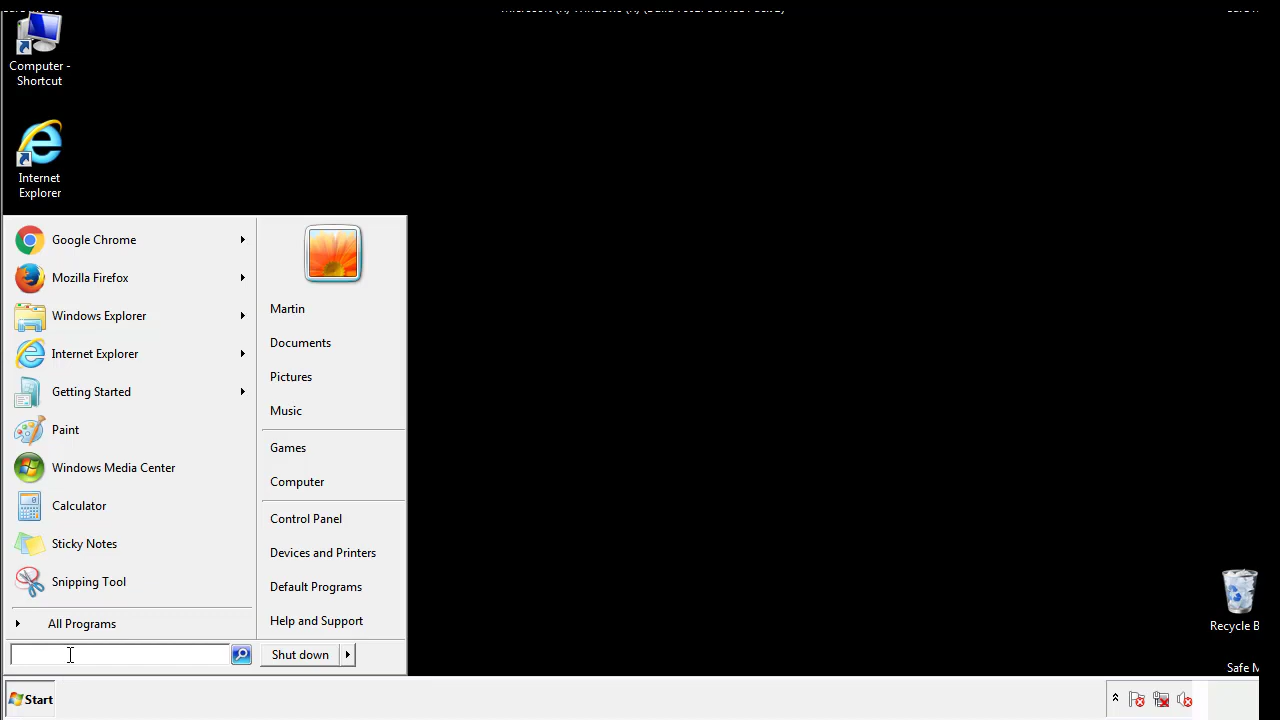 Computer -
Shortcut
Internet
Explorer
Google Chrome
Mozilla Firefox
Windows Explorer
Internet Explorer
Getting Started
Paint
Windows Media Center
Calculator
Sticky Notes
Snipping Tool
All Programs
Martin
Documents
Pictures
Music
Games
Computer
Control Panel
Devices and Printers
Default Programs
Help and Support
Shut down
Recycle B
Safe M
Start